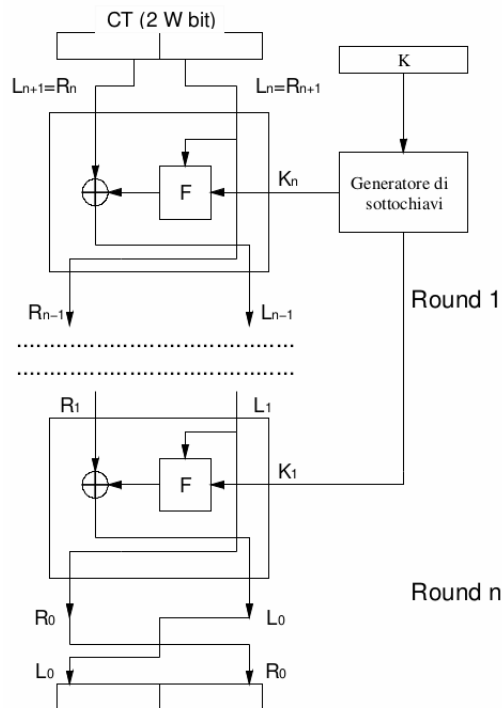 CT (2 W bit)
K
Lₙ₊₁=Rₙ
Lₙ=Rₙ₊₁
F
Kₙ
Generatore di
sottochiavi
Rₙ₋₁
Lₙ₋₁
Round 1
R₁
L₁
F
K₁
Round n
R₀
L₀
L₀
R₀